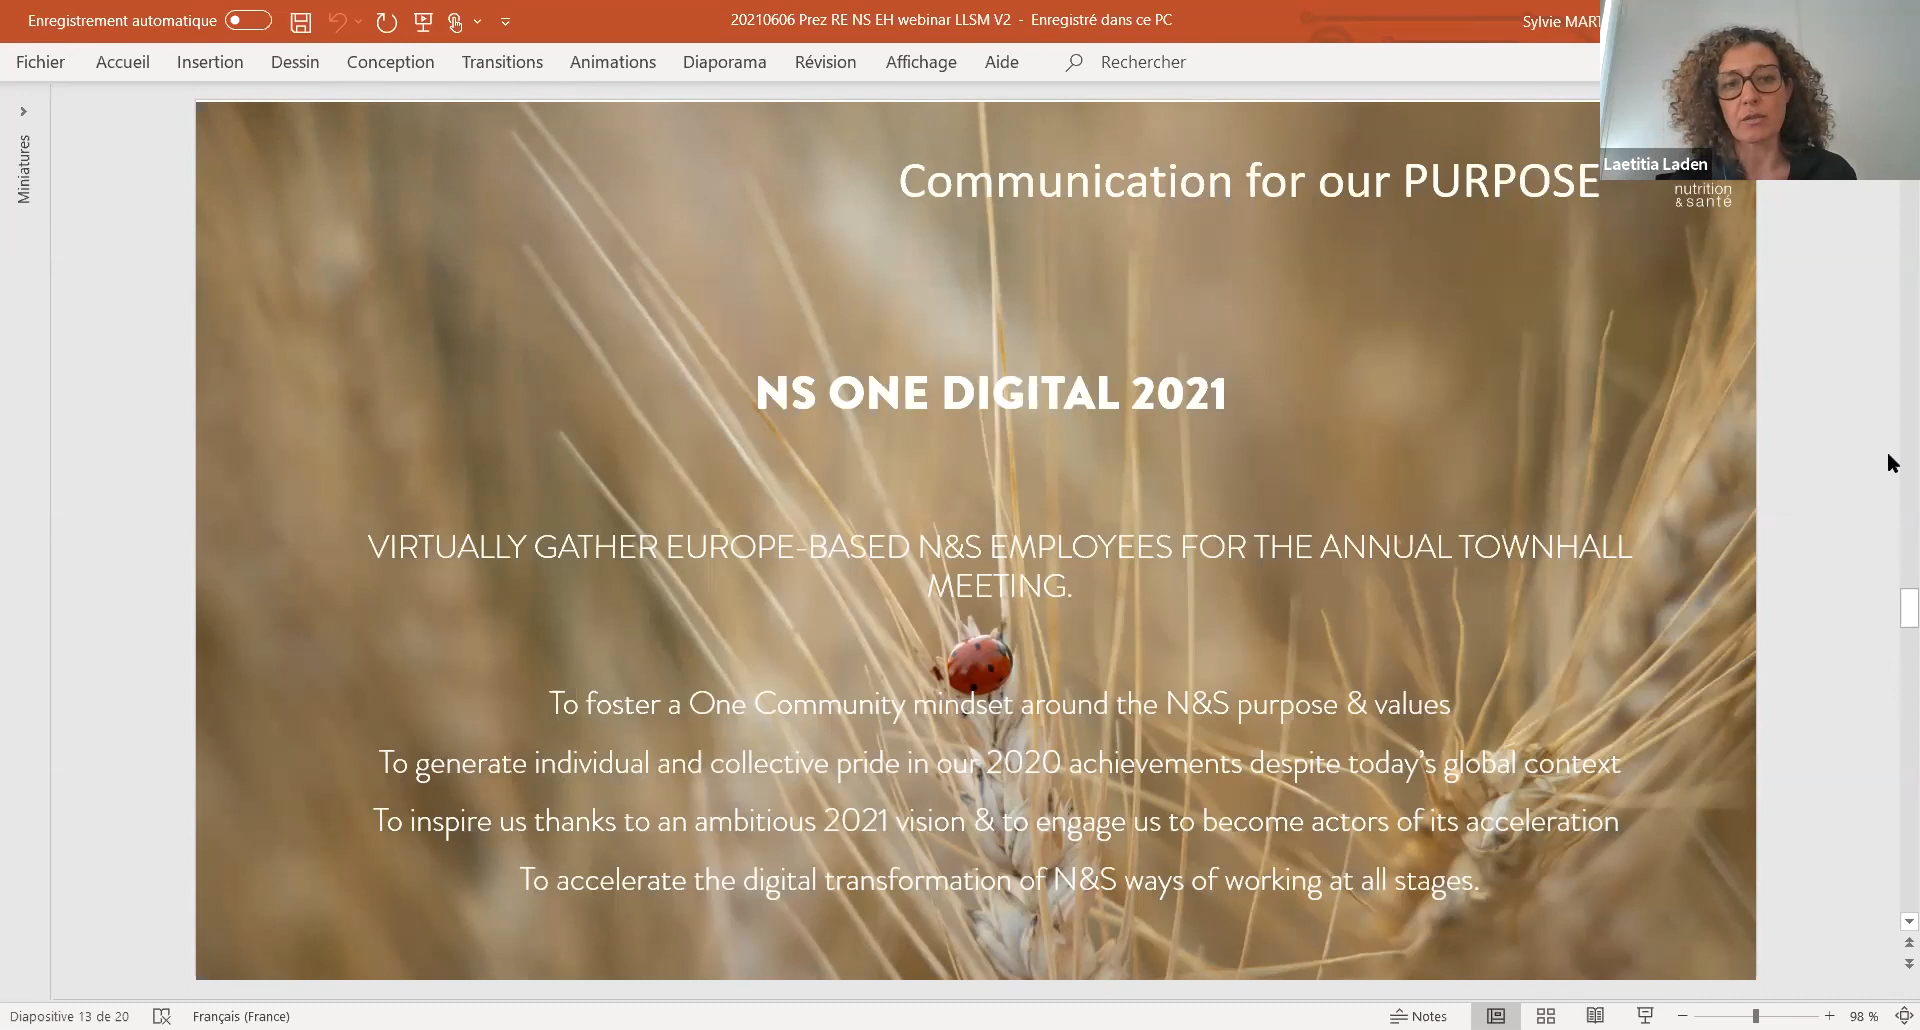 Enregistrement automatique
20210606 Prez RE NS EH webinar LLSM V2 - Enregistré dans ce PC
Sylvie MART
Fichier Accueil Insertion Dessin Conception Transitions Animations Diaporama Révision Affichage Aide Rechercher
Laetitia Laden
Miniatures
Communication for our PURPOSE
nutrition
& santé
NS ONE DIGITAL 2021
VIRTUALLY GATHER EUROPE-BASED N&S EMPLOYEES FOR THE ANNUAL TOWNHALL
MEETING.
To foster a One Community mindset around the N&S purpose & values
To generate individual and collective pride in our 2020 achievements despite today's global context
To inspire us thanks to an ambitious 2021 vision & to engage us to become actors of its acceleration
To accelerate the digital transformation of N&S ways of working at all stages.
Diapositive 13 de 20 Français (France) Notes 98 %